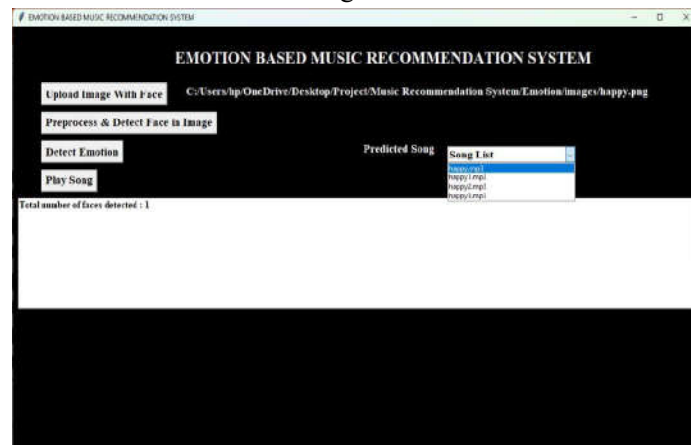 EMOTION BASED MUSIC RECOMMENDATION SYSTEM
EMOTION BASED MUSIC RECOMMENDATION SYSTEM
Upload Image With Face
C:/Users/hp/OneDrive/Desktop/Project/Music Recommendation System/Emotion/images/happy.png
Preprocess & Detect Face in Image
Detect Emotion
Predicted Song
Song List
happy.mp3
happy1.mp3
happy2.mp3
happy3.mp3
Play Song
Total number of faces detected : 1